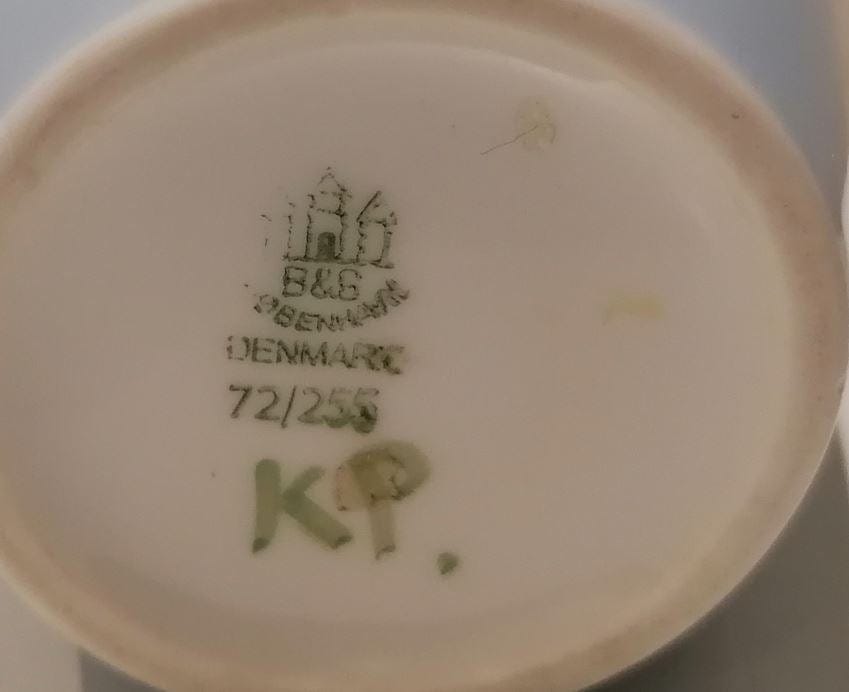 B&G
KØBENHAVN
DENMARK
72/255
KP.